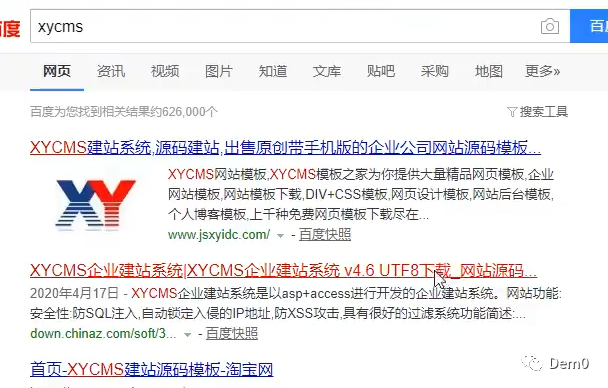 百度
xycms
百度
网页 资讯 视频 图片 知道 文库 贴吧 采购 地图 更多»
百度为您找到相关结果约626,000个 搜索工具
XYCMS建站系统,源码建站,出售原创带手机版的企业公司网站源码模板...
XY
XYCMS网站模板,XYCMS模板之家为你提供大量精品网页模板,企业
网站模板,网站模板下载,DIV+CSS模板,网页设计模板,网站后台模板,
个人博客模板,上千种免费网页模板下载尽在...
www.jsxyidc.com/ - 百度快照
XYCMS企业建站系统|XYCMS企业建站系统 v4.6 UTF8下载_网站源码...
2020年4月17日 - XYCMS企业建站系统是以asp+access进行开发的企业建站系统。网站功能:
安全性:防SQL注入,自动锁定入侵的IP地址,防XSS攻击,具有很好的过滤系统功能简述:...
down.chinaz.com/soft/3... - 百度快照
首页-XYCMS建站源码模板-淘宝网
Dem0